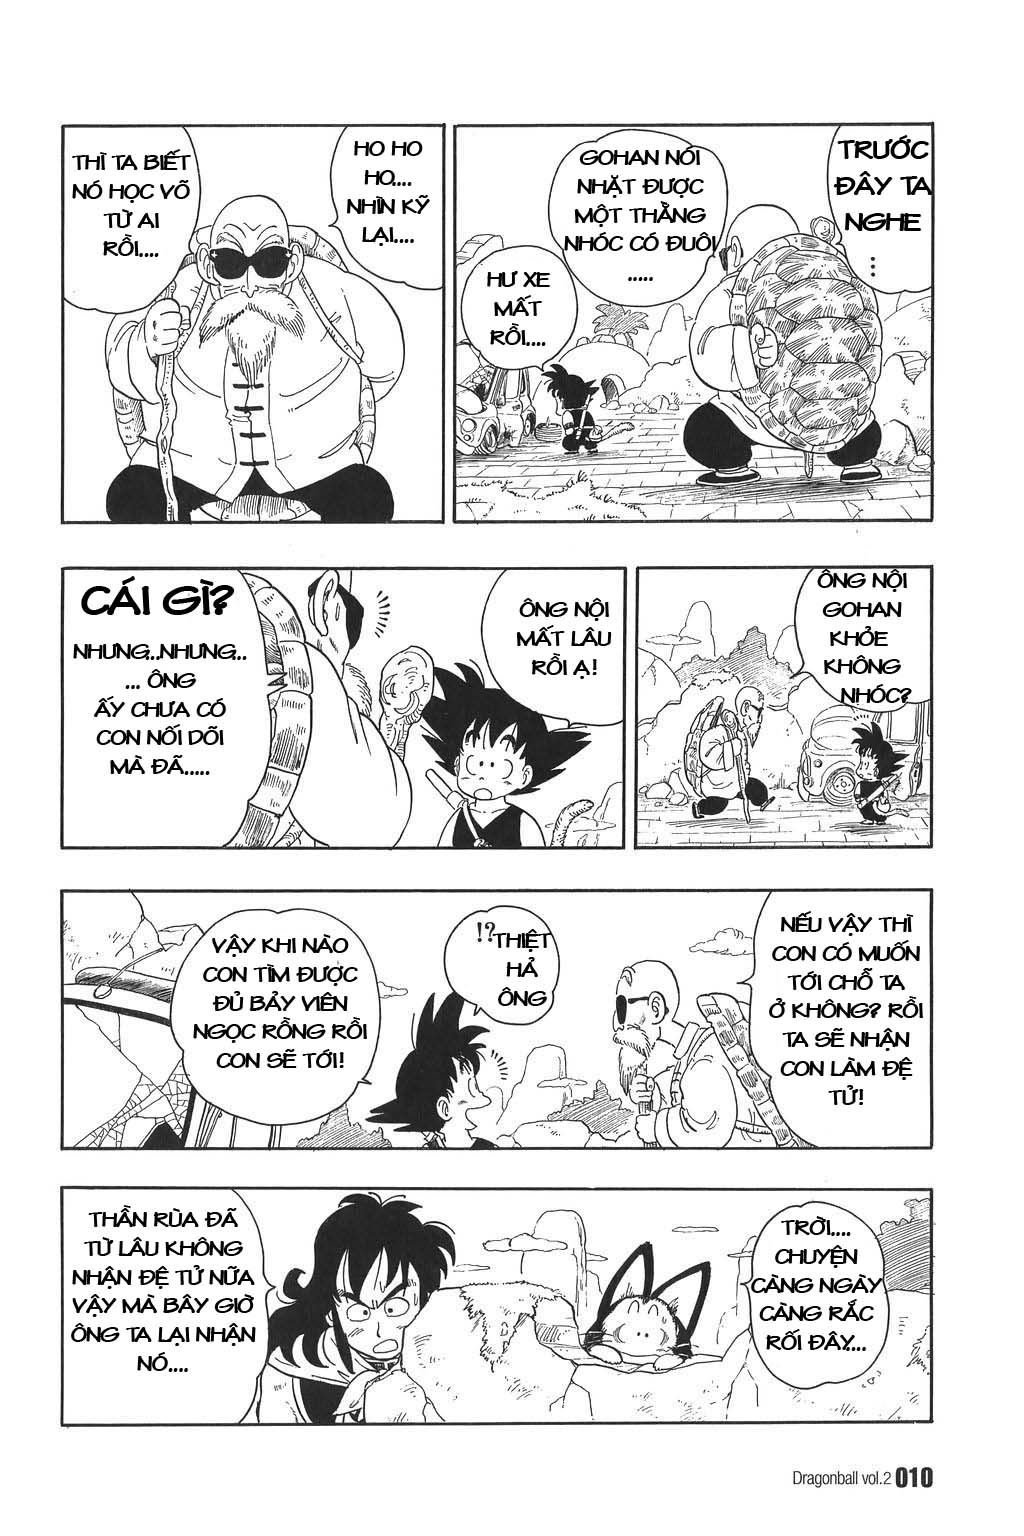 TRƯỚC
ĐÂY TA
NGHE
...
GOHAN NÓI
NHẶT ĐƯỢC
MỘT THẰNG
NHÓC CÓ ĐUÔI
.....
HƯ XE
MẤT
RỒI....
HO HO
HO....
NHÌN KỸ
LẠI....
THÌ TA BIẾT
NÓ HỌC VÕ
TỪ AI
RỒI....
ÔNG NỘI
GOHAN
KHỎE
KHÔNG
NHÓC?
ÔNG NỘI
MẤT LÂU
RỒI Ạ!
CÁI GÌ?
NHƯNG..NHƯNG..
... ÔNG
ẤY CHƯA CÓ
CON NỐI DÕI
MÀ ĐÃ.....
NẾU VẬY THÌ
CON CÓ MUỐN
TỚI CHỖ TA
Ở KHÔNG? RỒI
TA SẼ NHẬN
CON LÀM ĐỆ
TỬ!
!?THIỆT
HẢ
ÔNG
VẬY KHI NÀO
CON TÌM ĐƯỢC
ĐỦ BẢY VIÊN
NGỌC RỒNG RỒI
CON SẼ TỚI!
TRỜI....
CHUYỆN
CÀNG NGÀY
CÀNG RẮC
RỐI ĐÂY....
THẦN RÙA ĐÃ
TỪ LÂU KHÔNG
NHẬN ĐỆ TỬ NỮA
VẬY MÀ BÂY GIỜ
ÔNG TA LẠI NHẬN
NÓ....
Dragonball vol.2 010